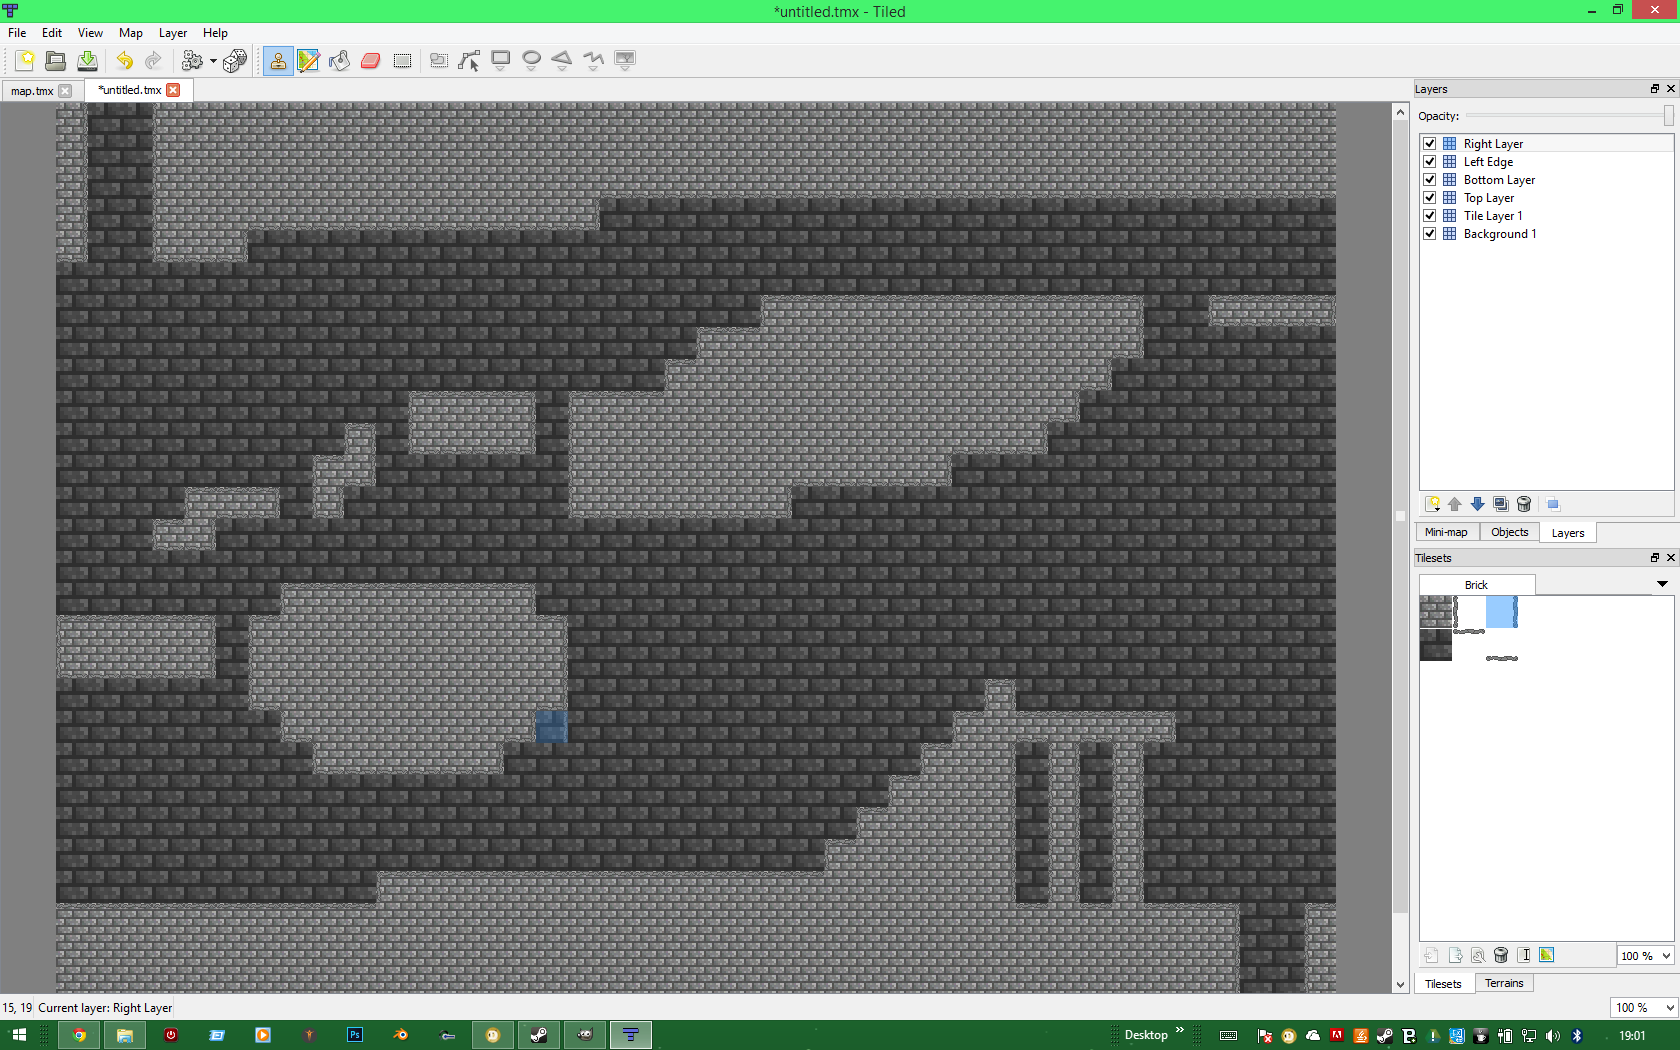 *untitled.tmx - Tiled
File Edit View Map Layer Help
map.tmx *untitled.tmx
Layers
Opacity:
Right Layer
Left Edge
Bottom Layer
Top Layer
Tile Layer 1
Background 1
Mini-map Objects Layers
Tilesets
Brick
100 %
Tilesets Terrains
15, 19 Current layer: Right Layer
100 %
Ps
Desktop »
19:01